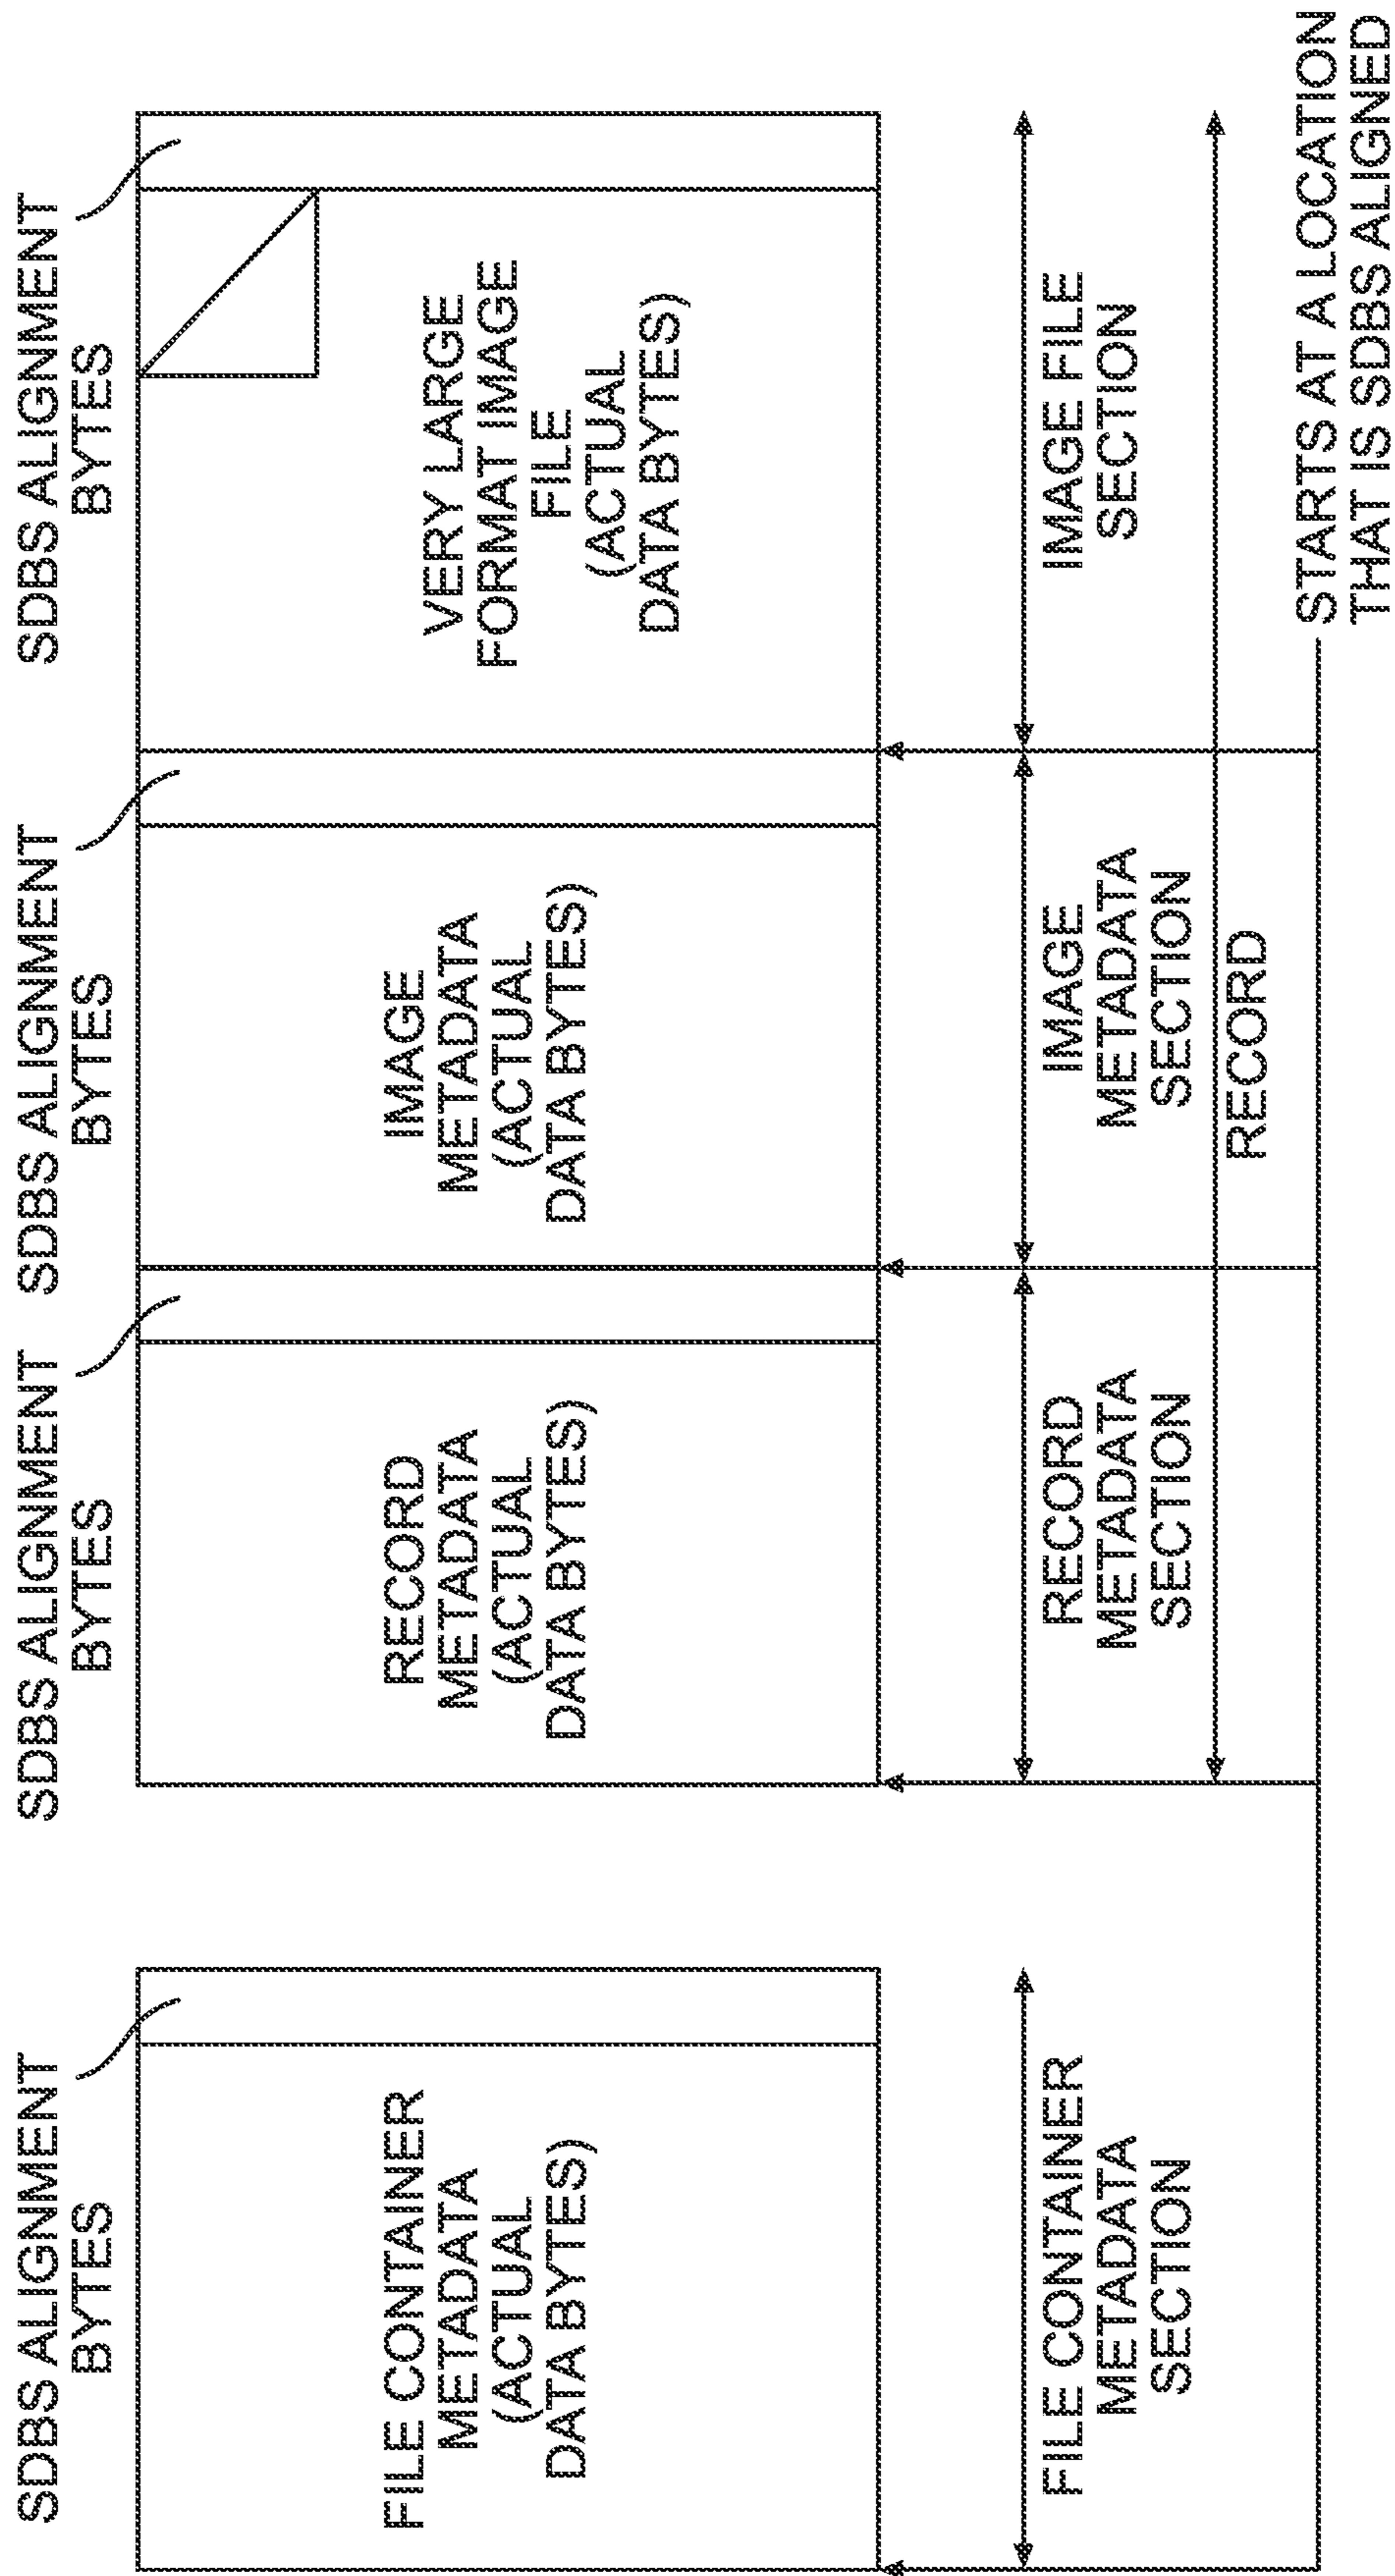 SDBS ALIGNMENT
BYTES
SDBS ALIGNMENT
BYTES
SDBS ALIGNMENT
BYTES
SDBS ALIGNMENT
BYTES
FILE CONTAINER
METADATA
(ACTUAL
DATA BYTES)
RECORD
METADATA
(ACTUAL
DATA BYTES)
IMAGE
METADATA
(ACTUAL
DATA BYTES)
VERY LARGE
FORMAT IMAGE
FILE
(ACTUAL
DATA BYTES)
FILE CONTAINER
METADATA
SECTION
RECORD
METADATA
SECTION
IMAGE
METADATA
SECTION
IMAGE FILE
SECTION
RECORD
STARTS AT A LOCATION
THAT IS SDBS ALIGNED